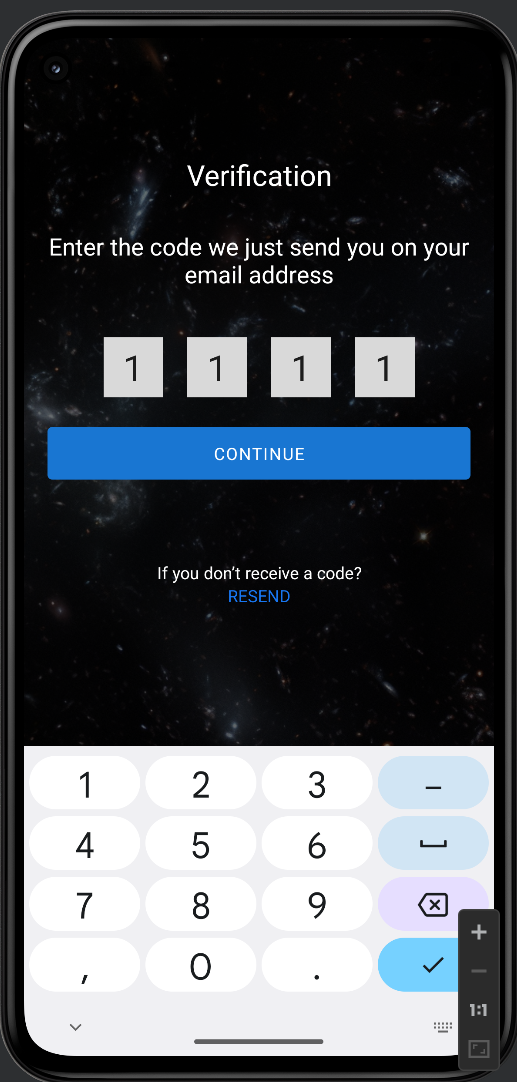 Verification
Enter the code we just send you on your
email address
1 1 1 1
CONTINUE
If you don't receive a code?
RESEND
1 2 3 –
4 5 6
7 8 9
, 0 .
1:1